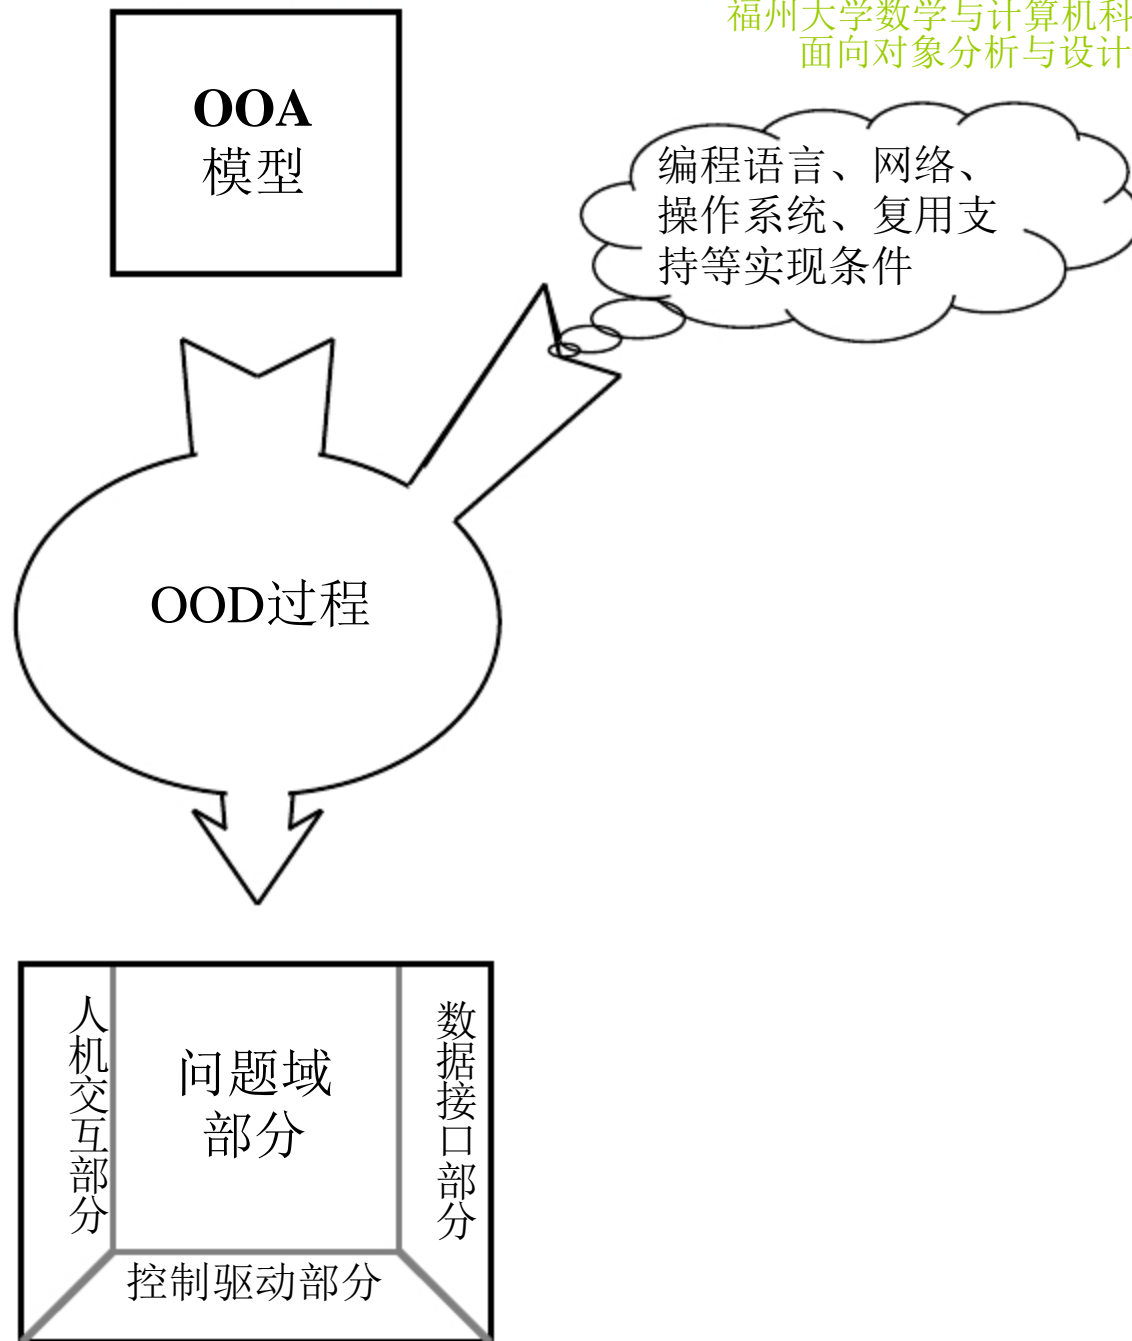 福州大学数学与计算机科
面向对象分析与设计
OOA
模型
编程语言、网络、
操作系统、复用支
持等实现条件
OOD过程
人机交互部分
问题域
部分
数据接口部分
控制驱动部分